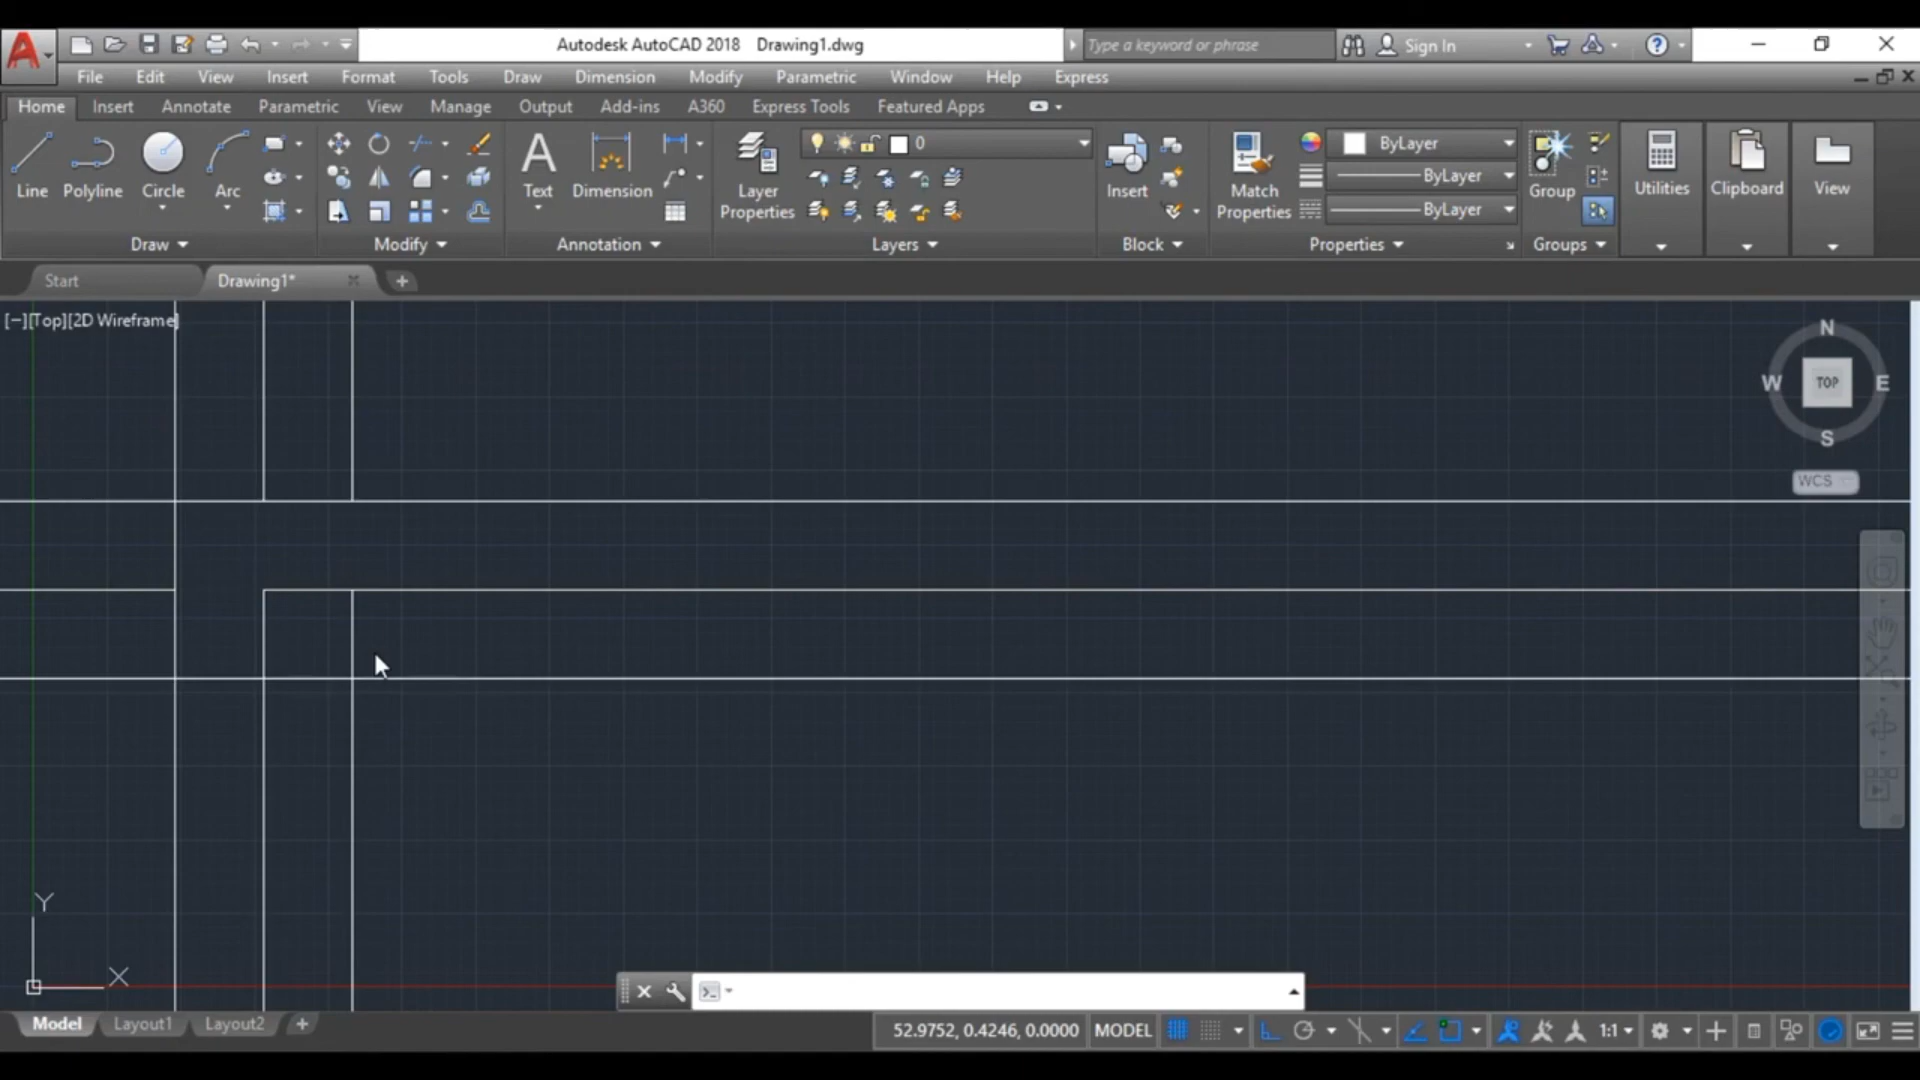 Autodesk AutoCAD 2018 Drawing1.dwg
Type a keyword or phrase
Sign In
File Edit View Insert Format Tools Draw Dimension Modify Parametric Window Help Express
Home Insert Annotate Parametric View Manage Output Add-ins A360 Express Tools Featured Apps
0
ByLayer
ByLayer
ByLayer
Line Polyline Circle Arc
Text Dimension
Layer Properties
Insert
Match Properties
Group
Utilities Clipboard View
Draw Modify Annotation Layers Block Properties Groups
Start Drawing1*
[−][Top][2D Wireframe]
N
W TOP E
S
WCS
Y
X
Model Layout1 Layout2
52.9752, 0.4246, 0.0000 MODEL 1:1